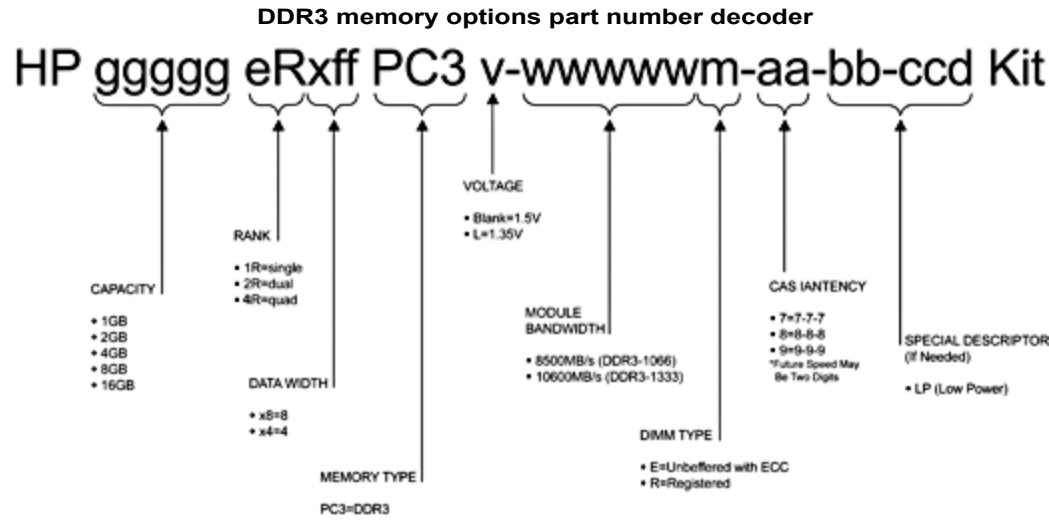 DDR3 memory options part number decoder
HP ggggg eRxff PC3 v-wwwwwm-aa-bb-ccd Kit
VOLTAGE
• Blank=1.5V
• L=1.35V
RANK
• 1R=single
• 2R=dual
• 4R=quad
CAPACITY
• 1GB
• 2GB
• 4GB
• 8GB
• 16GB
CAS IANTENCY
• 7=7-7-7
• 8=8-8-8
• 9=9-9-9
*Future Speed May
Be Two Digits
MODULE
BANDWIDTH
• 8500MB/s (DDR3-1066)
• 10600MB/s (DDR3-1333)
SPECIAL DESCRIPTOR
(If Needed)
• LP (Low Power)
DATA WIDTH
• x8=8
• x4=4
DIMM TYPE
• E=Unbeffered with ECC
• R=Registered
MEMORY TYPE
PC3=DDR3